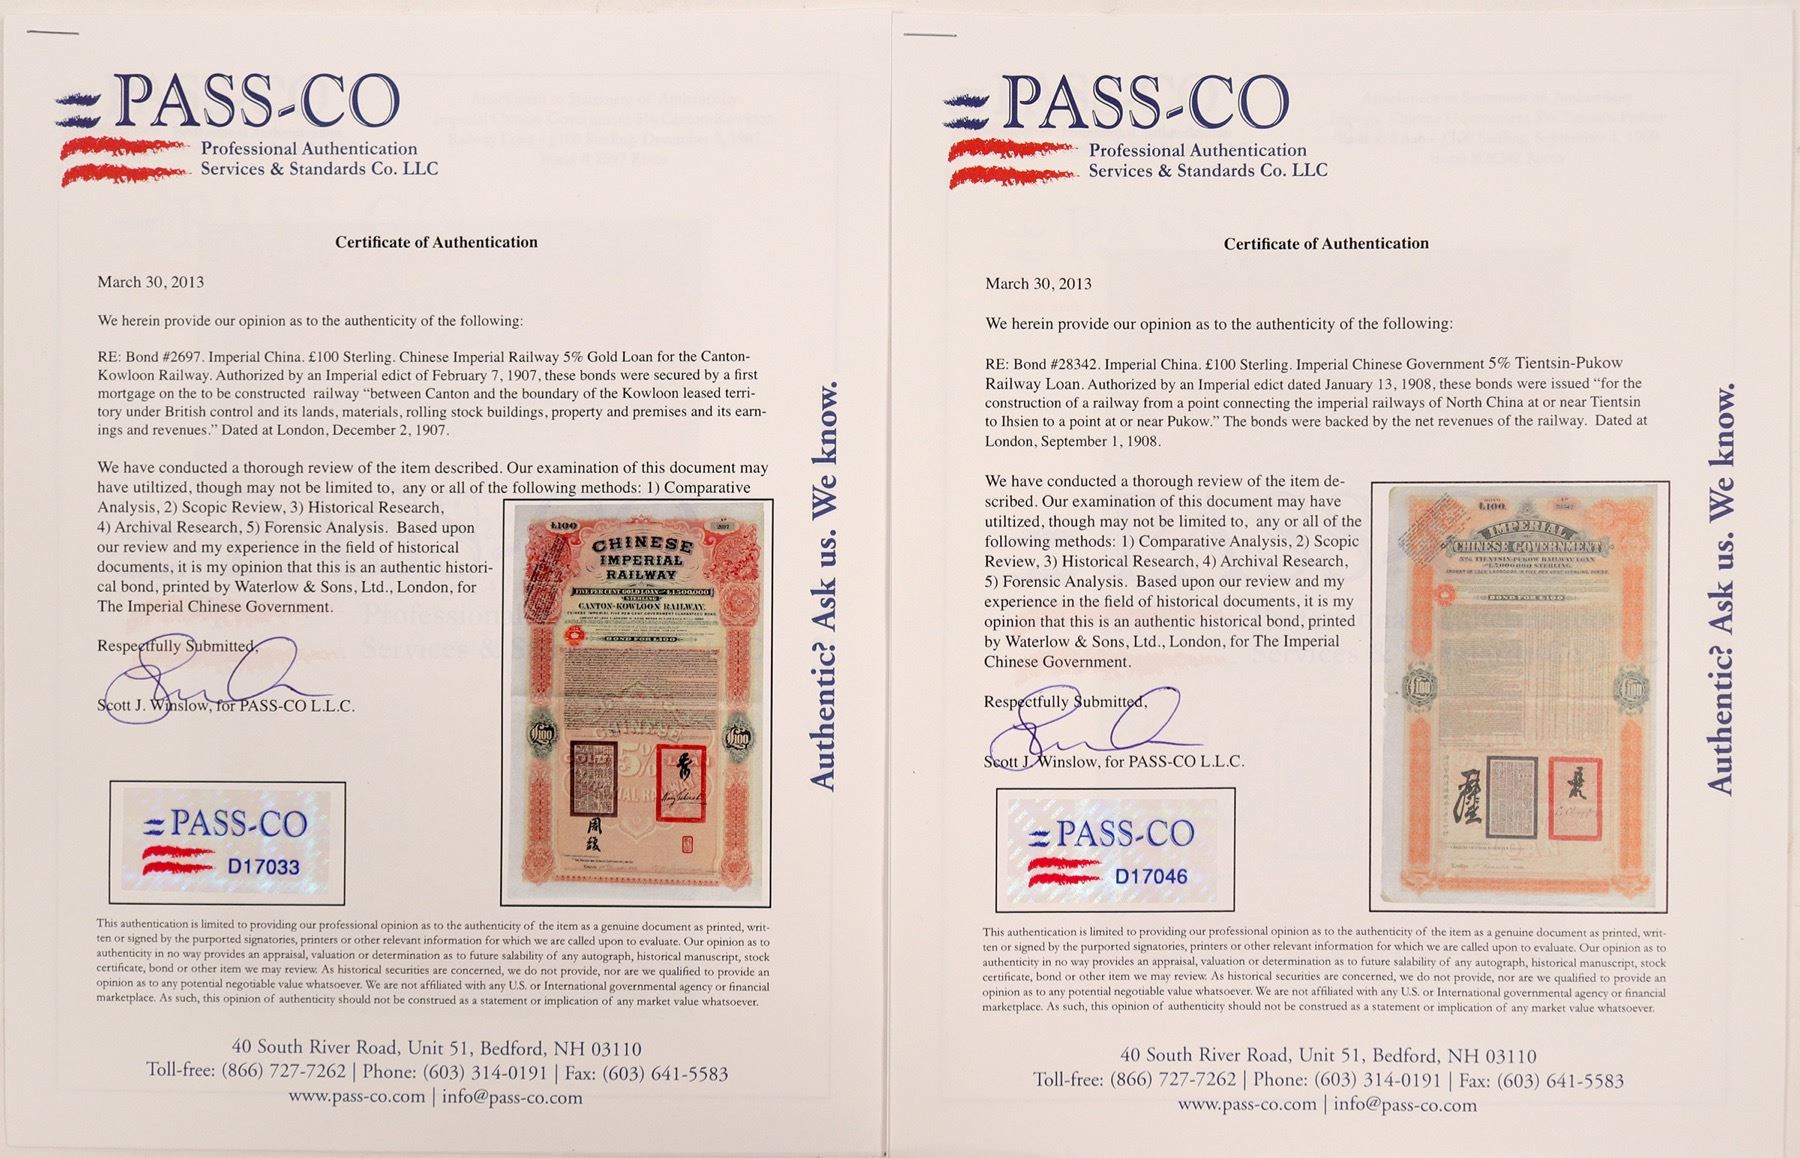 PASS-CO
Professional Authentication
Services & Standards Co. LLC
Certificate of Authentication
March 30, 2013
We herein provide our opinion as to the authenticity of the following:
RE: Bond #2697. Imperial China. £100 Sterling. Chinese Imperial Railway 5% Gold Loan for the Canton-
Kowloon Railway. Authorized by an Imperial edict of February 7, 1907, these bonds were secured by a first
mortgage on the to be constructed railway “between Canton and the boundary of the Kowloon leased terri-
tory under British control and its lands, materials, rolling stock buildings, property and premises and its earn-
ings and revenues.” Dated at London, December 2, 1907.
We have conducted a thorough review of the item described. Our examination of this document may
have utiltized, though may not be limited to, any or all of the following methods: 1) Comparative
Analysis, 2) Scopic Review, 3) Historical Research,
4) Archival Research, 5) Forensic Analysis. Based upon
our review and my experience in the field of historical
documents, it is my opinion that this is an authentic histori-
cal bond, printed by Waterlow & Sons, Ltd., London, for
The Imperial Chinese Government.
Respectfully Submitted,
Scott J. Winslow, for PASS-CO L.L.C.
£100
2697
CHINESE
IMPERIAL
RAILWAY
FIVE PER CENT GOLD LOAN £1,500,000
STERLING
CANTON-KOWLOON RAILWAY.
BOND FOR £100
£100
£100
周
馥
PASS-CO
D17033
This authentication is limited to providing our professional opinion as to the authenticity of the item as a genuine document as printed, writ-
ten or signed by the purported signatories, printers or other relevant information for which we are called upon to evaluate. Our opinion as to
authenticity in no way provides an appraisal, valuation or determination as to future salability of any autograph, historical manuscript, stock
certificate, bond or other item we may review. As historical securities are concerned, we do not provide, nor are we qualified to provide an
opinion as to any potential negotiable value whatsoever. We are not affiliated with any U.S. or International governmental agency or financial
marketplace. As such, this opinion of authenticity should not be construed as a statement or implication of any market value whatsoever.
40 South River Road, Unit 51, Bedford, NH 03110
Toll-free: (866) 727-7262 | Phone: (603) 314-0191 | Fax: (603) 641-5583
www.pass-co.com | info@pass-co.com
Authentic? Ask us. We know.
PASS-CO
Professional Authentication
Services & Standards Co. LLC
Certificate of Authentication
March 30, 2013
We herein provide our opinion as to the authenticity of the following:
RE: Bond #28342. Imperial China. £100 Sterling. Imperial Chinese Government 5% Tientsin-Pukow
Railway Loan. Authorized by an Imperial edict dated January 13, 1908, these bonds were issued “for the
construction of a railway from a point connecting the imperial railways of North China at or near Tientsin
to Ihsien to a point at or near Pukow.” The bonds were backed by the net revenues of the railway. Dated at
London, September 1, 1908.
We have conducted a thorough review of the item de-
scribed. Our examination of this document may have
utiltized, though may not be limited to, any or all of the
following methods: 1) Comparative Analysis, 2) Scopic
Review, 3) Historical Research, 4) Archival Research,
5) Forensic Analysis. Based upon our review and my
experience in the field of historical documents, it is my
opinion that this is an authentic historical bond, printed
by Waterlow & Sons, Ltd., London, for The Imperial
Chinese Government.
Respectfully Submitted,
Scott J. Winslow, for PASS-CO L.L.C.
£100
IMPERIAL
CHINESE GOVERNMENT
5% TIENTSIN-PUKOW RAILWAY LOAN
BOND FOR £100
£100
£100
PASS-CO
D17046
This authentication is limited to providing our professional opinion as to the authenticity of the item as a genuine document as printed, writ-
ten or signed by the purported signatories, printers or other relevant information for which we are called upon to evaluate. Our opinion as to
authenticity in no way provides an appraisal, valuation or determination as to future salability of any autograph, historical manuscript, stock
certificate, bond or other item we may review. As historical securities are concerned, we do not provide, nor are we qualified to provide an
opinion as to any potential negotiable value whatsoever. We are not affiliated with any U.S. or International governmental agency or financial
marketplace. As such, this opinion of authenticity should not be construed as a statement or implication of any market value whatsoever.
40 South River Road, Unit 51, Bedford, NH 03110
Toll-free: (866) 727-7262 | Phone: (603) 314-0191 | Fax: (603) 641-5583
www.pass-co.com | info@pass-co.com
Authentic? Ask us. We know.